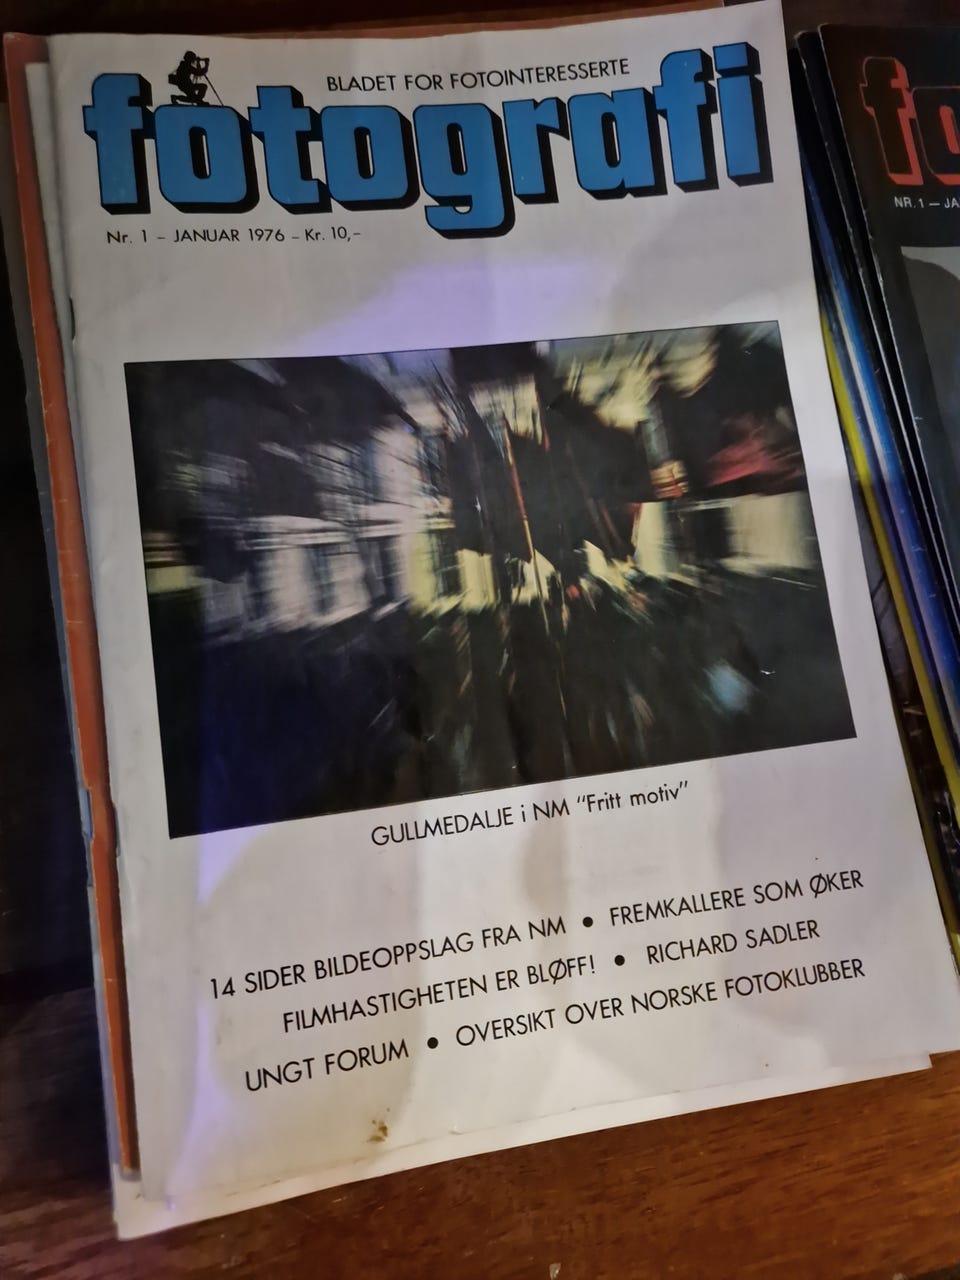 BLADET FOR FOTOINTERESSERTE
fotografi
Nr. 1 – JANUAR 1976 – Kr. 10,–
GULLMEDALJE i NM "Fritt motiv"
14 SIDER BILDEOPPSLAG FRA NM • FREMKALLERE SOM ØKER
FILMHASTIGHETEN ER BLØFF! • RICHARD SADLER
UNGT FORUM • OVERSIKT OVER NORSKE FOTOKLUBBER
fo
NR. 1 — JA